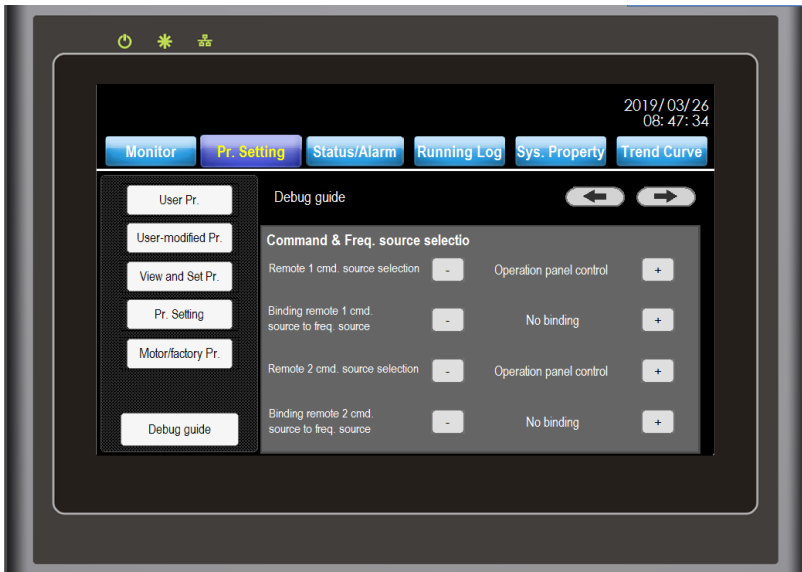 2019/03/26
08:47:34
Monitor
Pr. Setting
Status/Alarm
Running Log
Sys. Property
Trend Curve
User Pr.
User-modified Pr.
View and Set Pr.
Pr. Setting
Motor/factory Pr.
Debug guide
Debug guide
Command & Freq. source selectio
Remote 1 cmd. source selection
-
Operation panel control
+
Binding remote 1 cmd.
source to freq. source
-
No binding
+
Remote 2 cmd. source selection
-
Operation panel control
+
Binding remote 2 cmd.
source to freq. source
-
No binding
+